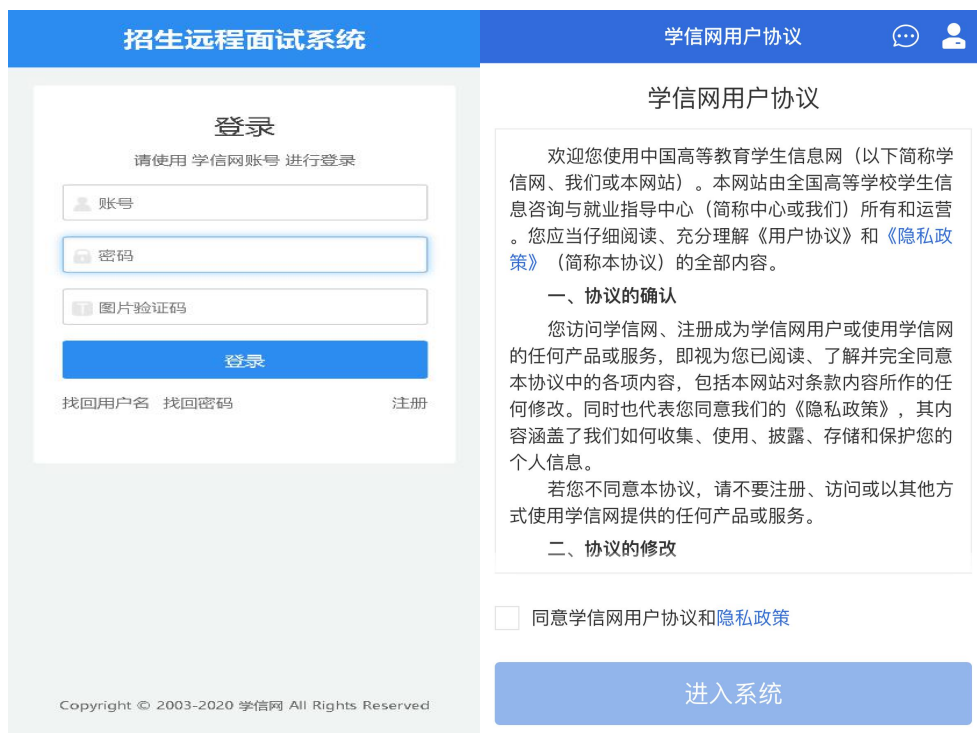 招生远程面试系统
登录
请使用 学信网账号 进行登录
账号
密码
图片验证码
登录
找回用户名 找回密码 注册
Copyright © 2003-2020 学信网 All Rights Reserved
学信网用户协议
学信网用户协议
欢迎您使用中国高等教育学生信息网（以下简称学
信网、我们或本网站）。本网站由全国高等学校学生信
息咨询与就业指导中心（简称中心或我们）所有和运营
。您应当仔细阅读、充分理解《用户协议》和《隐私政
策》（简称本协议）的全部内容。
一、协议的确认
您访问学信网、注册成为学信网用户或使用学信网
的任何产品或服务，即视为您已阅读、了解并完全同意
本协议中的各项内容，包括本网站对条款内容所作的任
何修改。同时也代表您同意我们的《隐私政策》，其内
容涵盖了我们如何收集、使用、披露、存储和保护您的
个人信息。
若您不同意本协议，请不要注册、访问或以其他方
式使用学信网提供的任何产品或服务。
二、协议的修改
同意学信网用户协议和隐私政策
进入系统